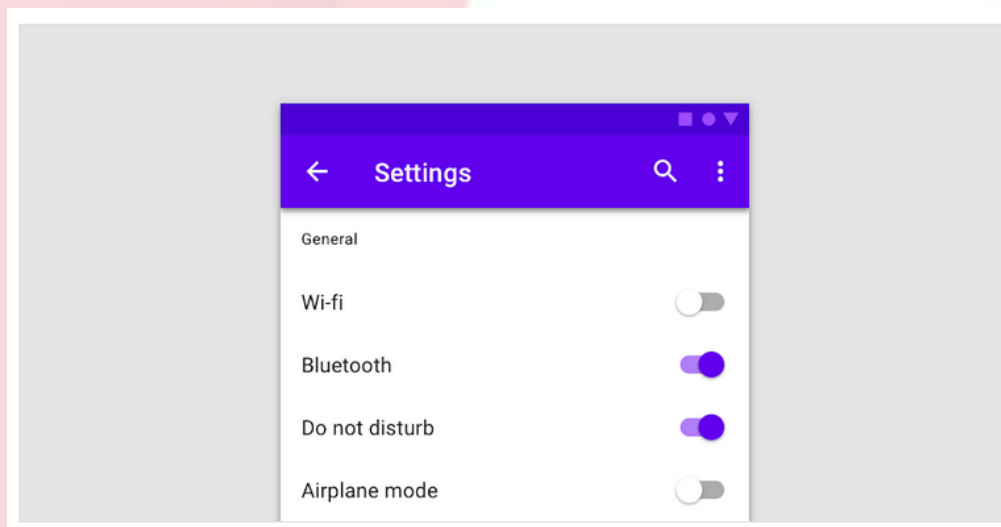 Settings
General
Wi-fi
Bluetooth
Do not disturb
Airplane mode